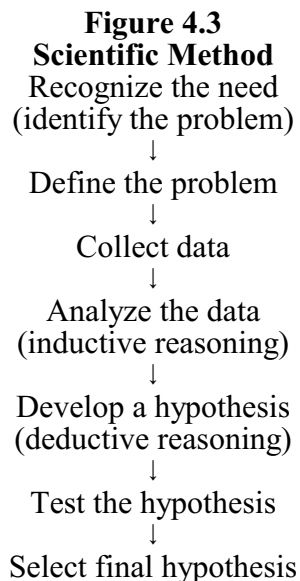 Figure 4.3
Scientific Method
Recognize the need
(identify the problem)
↓
Define the problem
↓
Collect data
↓
Analyze the data
(inductive reasoning)
↓
Develop a hypothesis
(deductive reasoning)
↓
Test the hypothesis
↓
Select final hypothesis